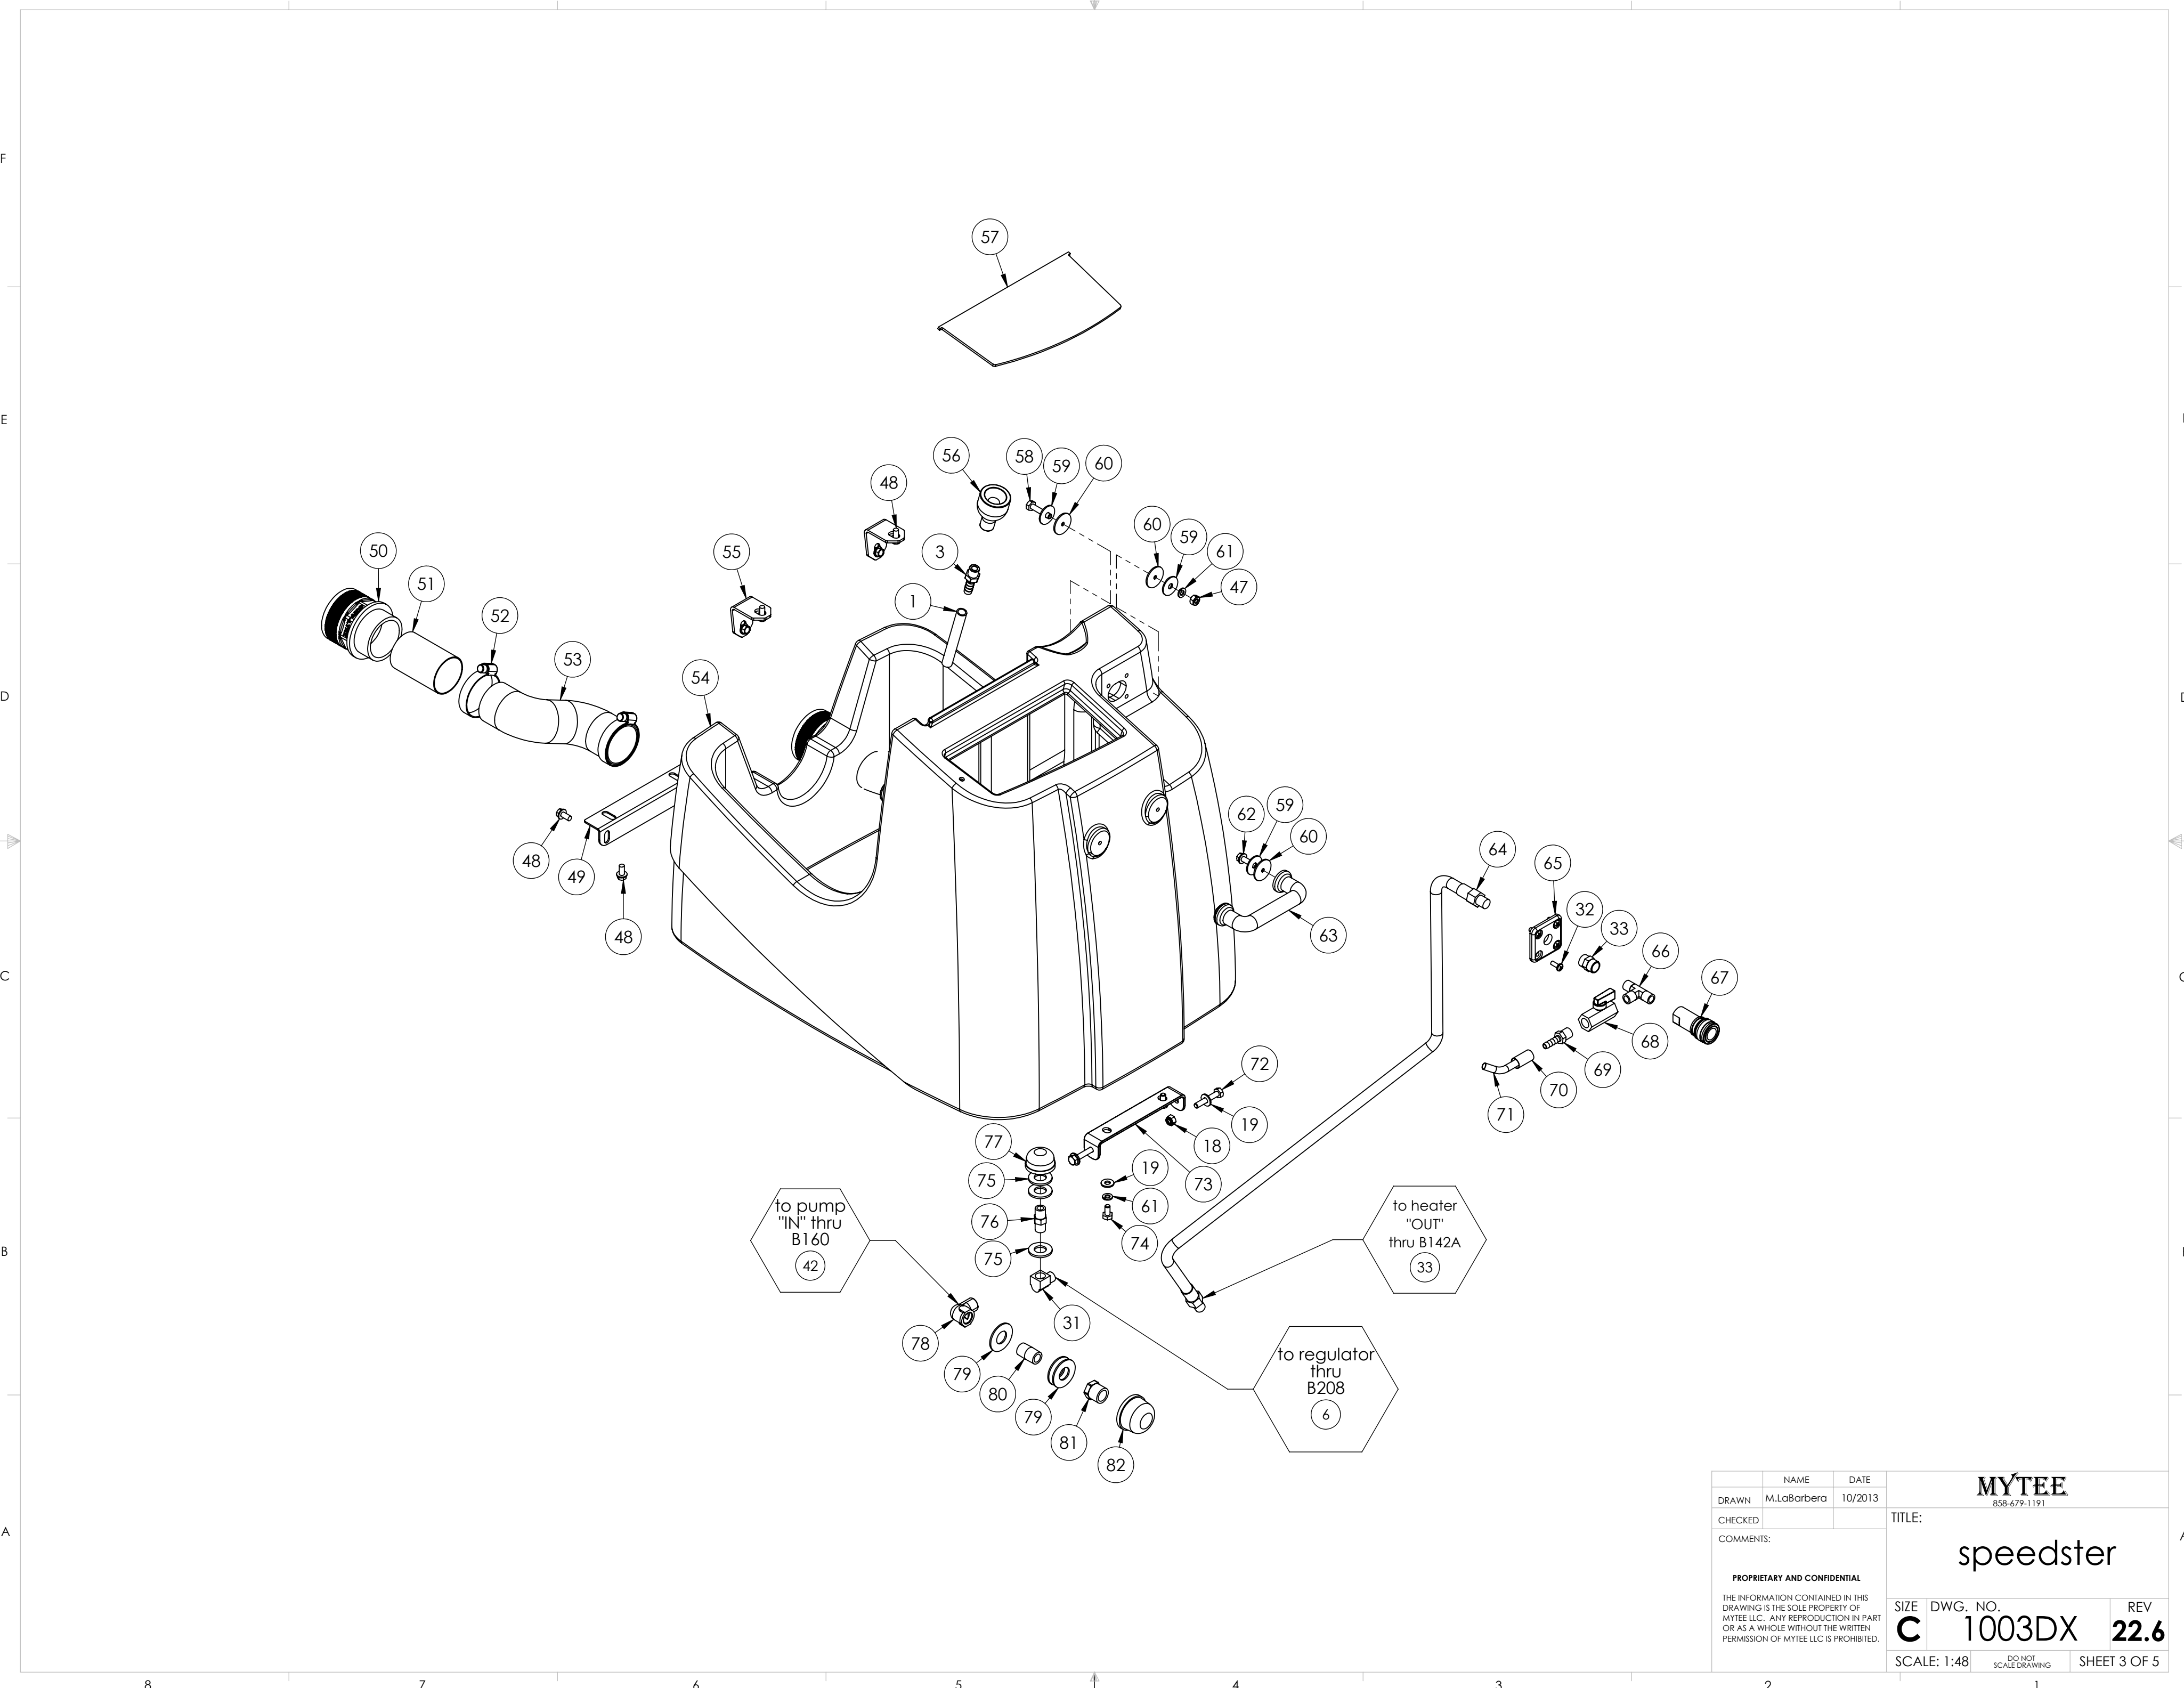 F
E
D
C
B
A
57
56
58
59
60
48
60
59
61
47
55
3
1
50
51
52
53
54
48
49
48
62
59
60
63
64
65
32
33
66
67
68
69
70
71
72
19
18
73
77
75
19
61
76
74
75
31
78
79
80
79
81
82
to pump
"IN" thru
B160
42
to heater
"OUT"
thru B142A
33
to regulator
thru
B208
6
NAME
DATE
DRAWN
M.LaBarbera
10/2013
CHECKED
COMMENTS:
PROPRIETARY AND CONFIDENTIAL
THE INFORMATION CONTAINED IN THIS
DRAWING IS THE SOLE PROPERTY OF
MYTEE LLC. ANY REPRODUCTION IN PART
OR AS A WHOLE WITHOUT THE WRITTEN
PERMISSION OF MYTEE LLC IS PROHIBITED.
MYTEE
858-679-1191
TITLE:
speedster
SIZE
C
DWG. NO.
1003DX
REV
22.6
SCALE: 1:48
DO NOT
SCALE DRAWING
SHEET 3 OF 5
8
7
6
5
4
3
2
1